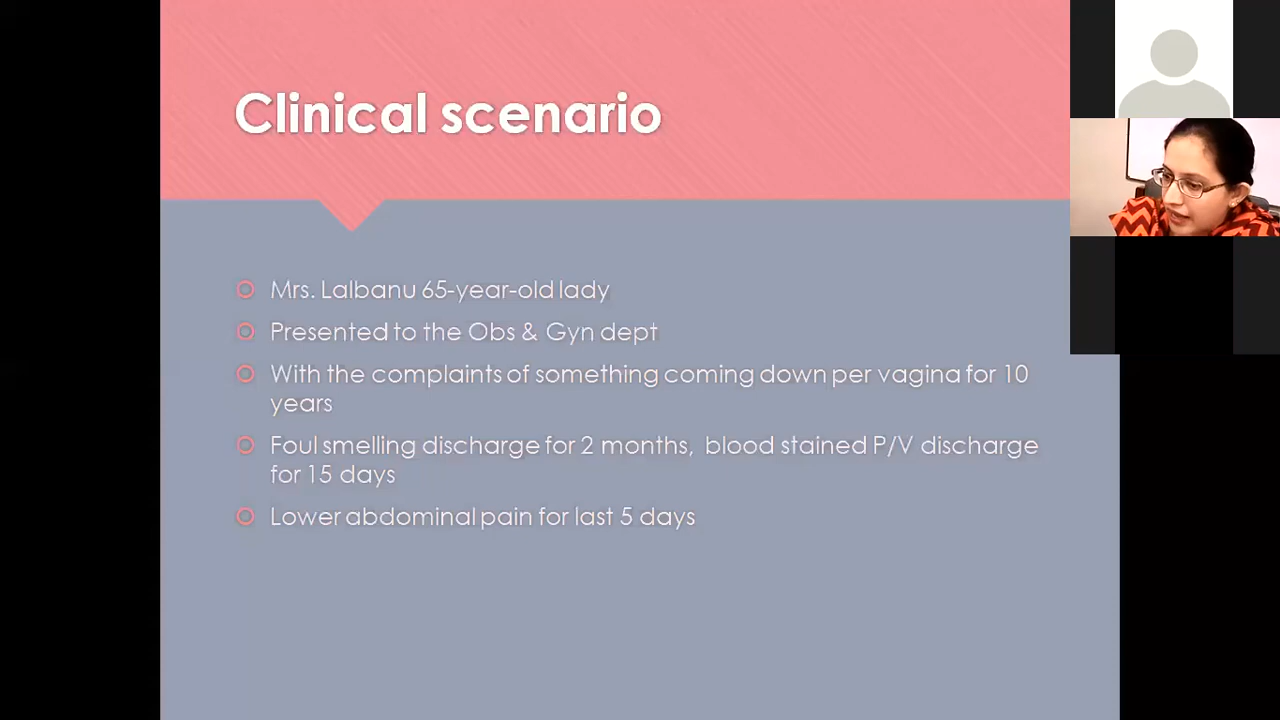 Clinical scenario
Mrs. Lalbanu 65-year-old lady
Presented to the Obs & Gyn dept
With the complaints of something coming down per vagina for 10
years
Foul smelling discharge for 2 months,  blood stained P/V discharge
for 15 days
Lower abdominal pain for last 5 days